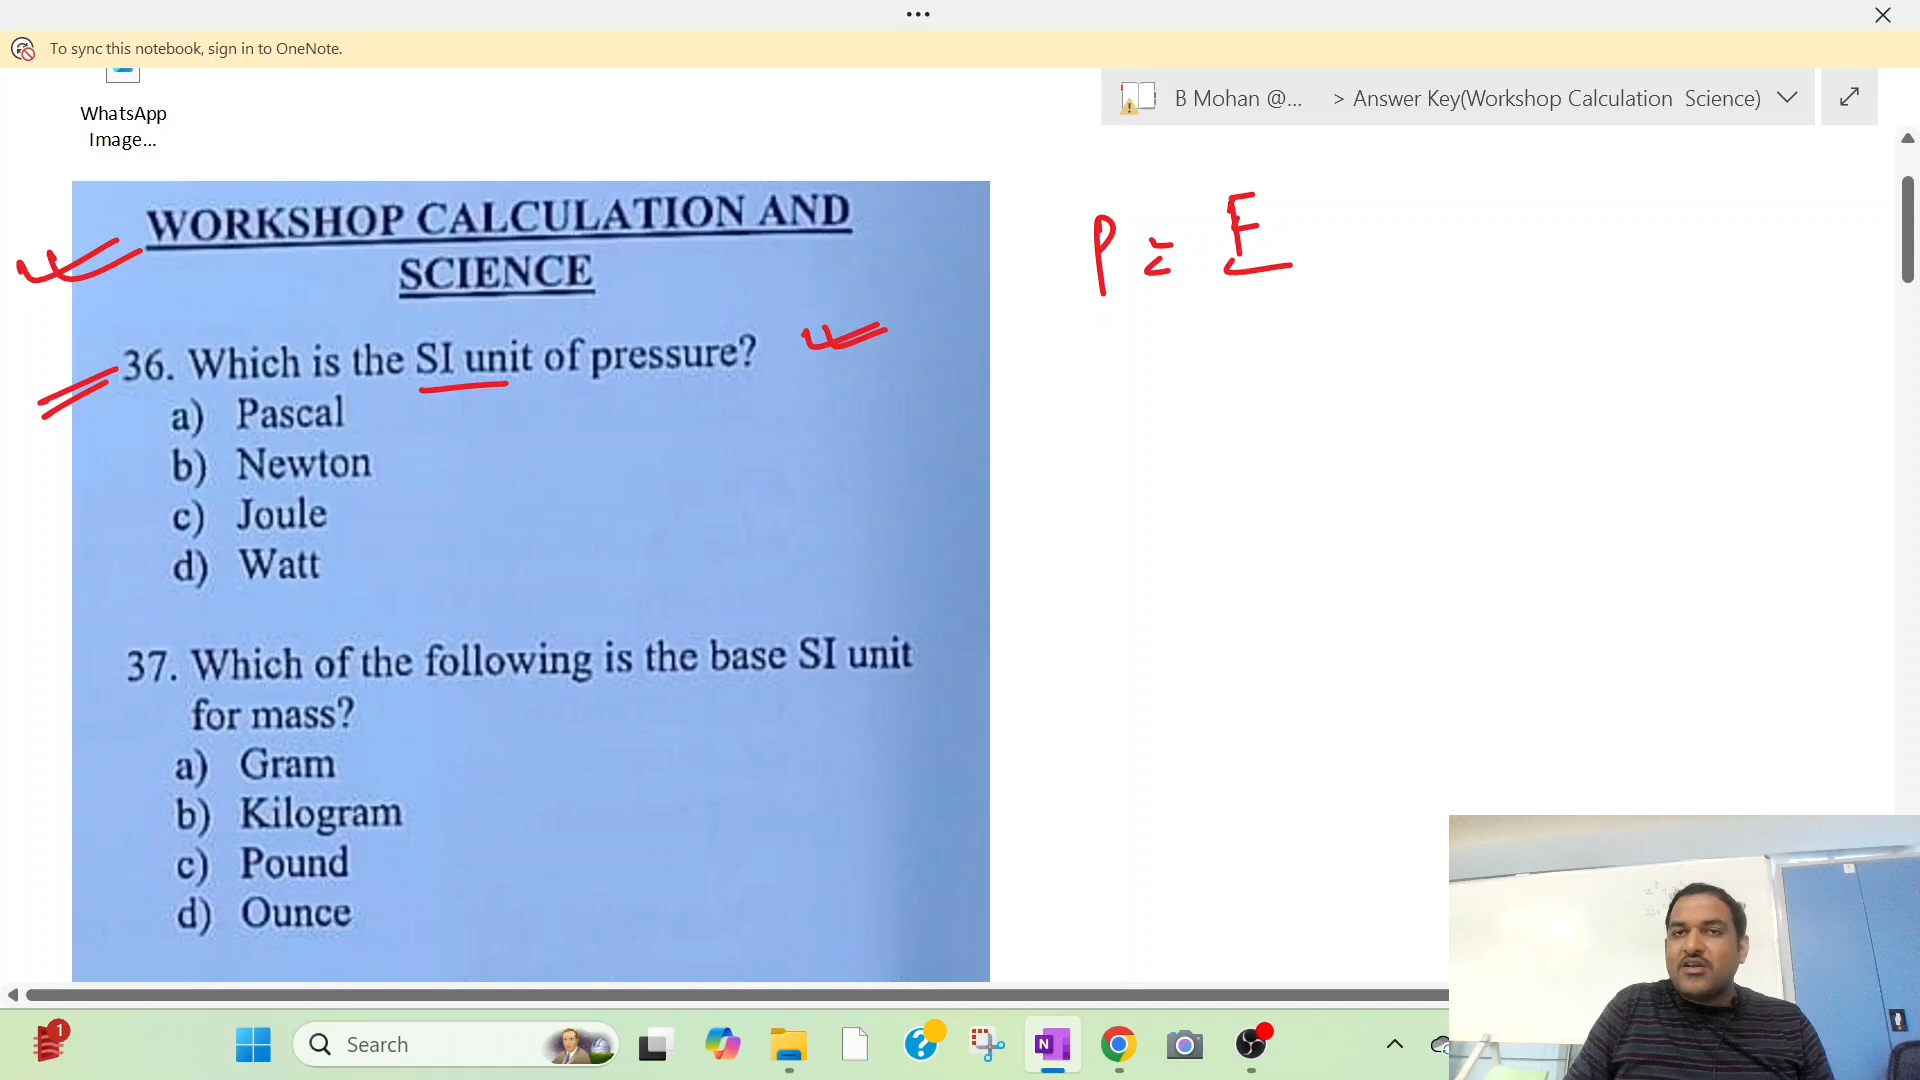 To sync this notebook, sign in to OneNote.
WhatsApp
Image...
B Mohan @... > Answer Key(Workshop Calculation Science)
WORKSHOP CALCULATION AND
SCIENCE
36. Which is the SI unit of pressure?
a) Pascal
b) Newton
c) Joule
d) Watt
37. Which of the following is the base SI unit
for mass?
a) Gram
b) Kilogram
c) Pound
d) Ounce
P = F
1
Search
N